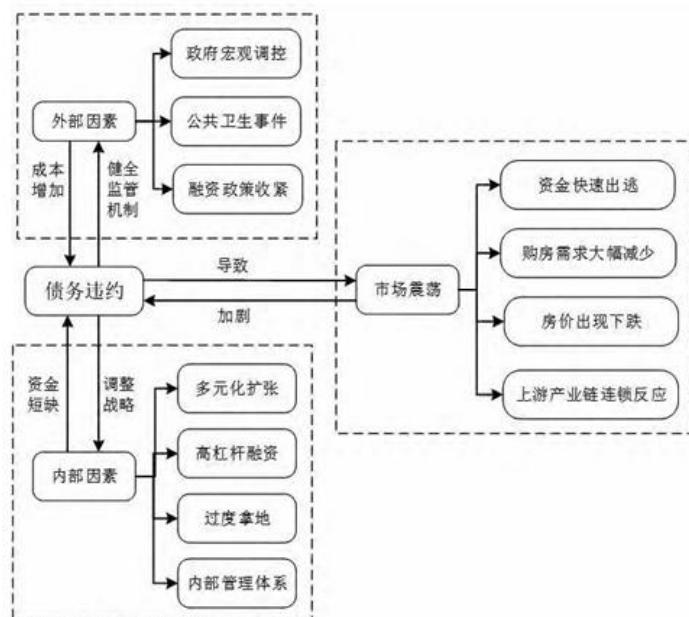 政府宏观调控
外部因素
公共卫生事件
融资政策收紧
成本
增加
健全
监管
机制
债务违约
导致
加剧
市场震荡
资金快速出逃
购房需求大幅减少
房价出现下跌
上游产业链连锁反应
资金
短缺
调整
战略
内部因素
多元化扩张
高杠杆融资
过度拿地
内部管理体系